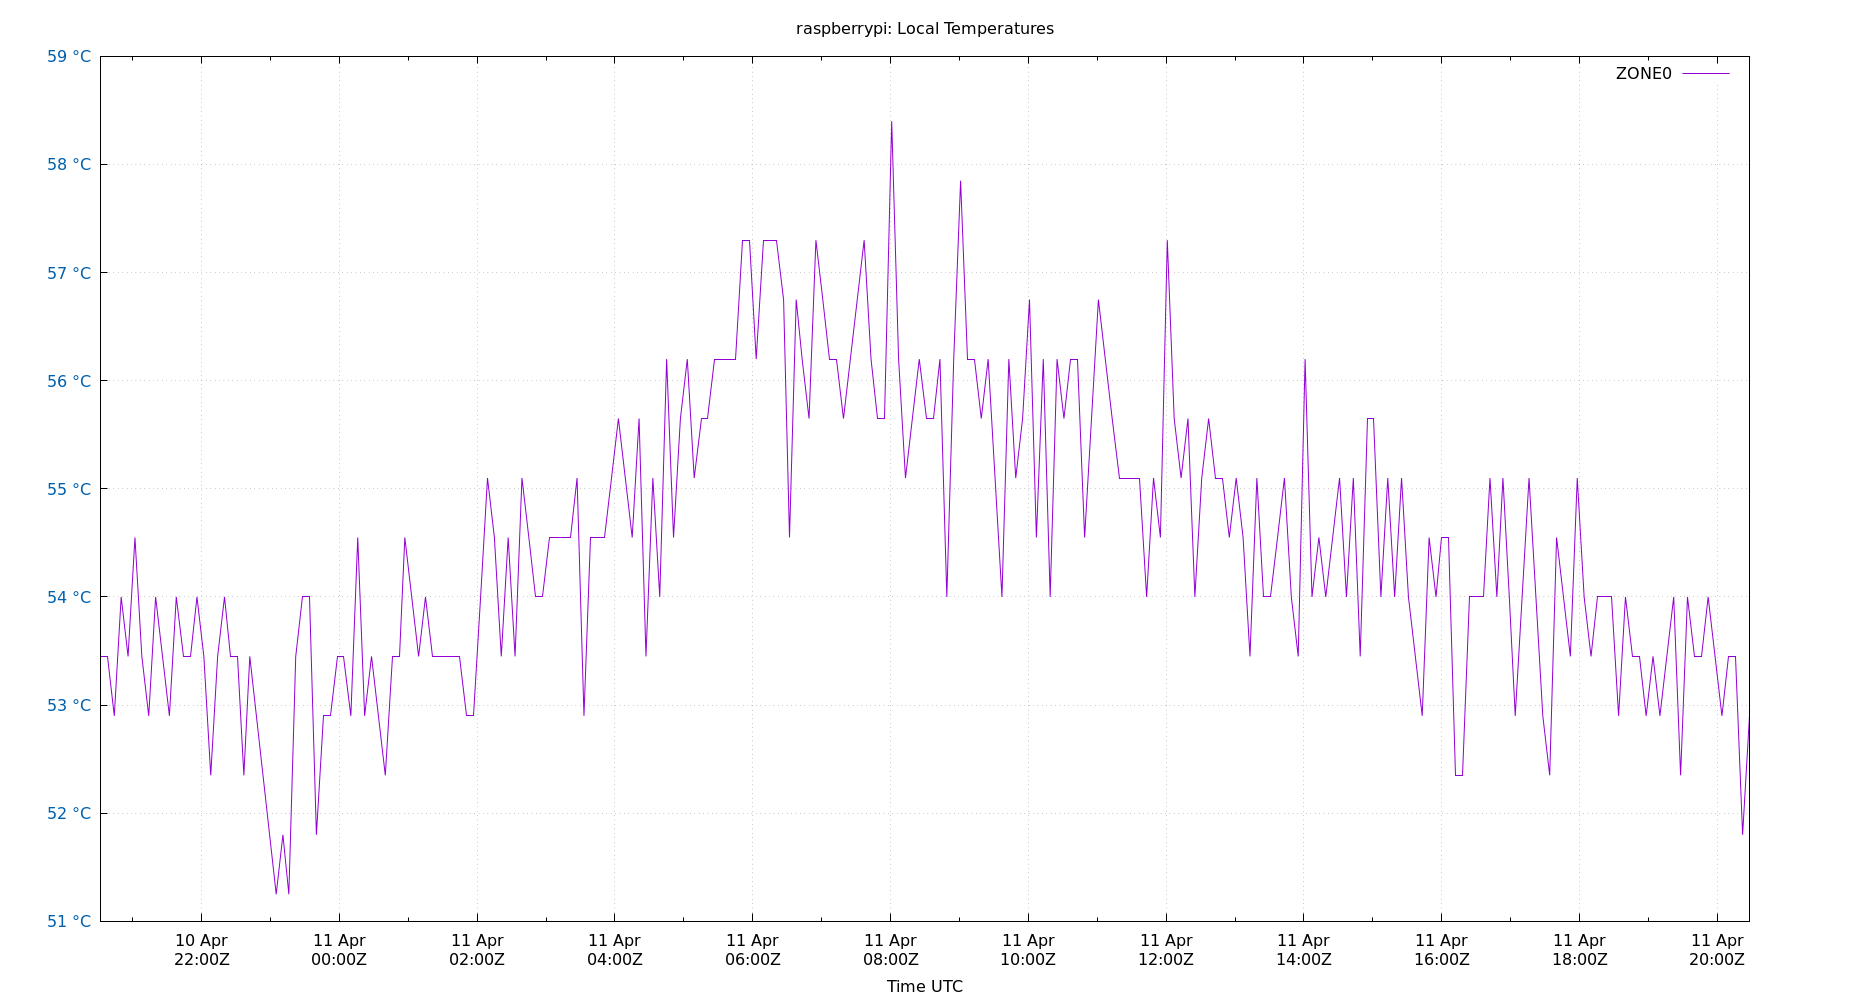 raspberrypi: Local Temperatures
59 °C
ZONE0
58 °C
57 °C
56 °C
55 °C
54 °C
53 °C
52 °C
51 °C
10 Apr 11 Apr 11 Apr 11 Apr 11 Apr 11 Apr 11 Apr 11 Apr 11 Apr 11 Apr 11 Apr 11 Apr
22:00Z 00:00Z 02:00Z 04:00Z 06:00Z 08:00Z 10:00Z 12:00Z 14:00Z 16:00Z 18:00Z 20:00Z
Time UTC